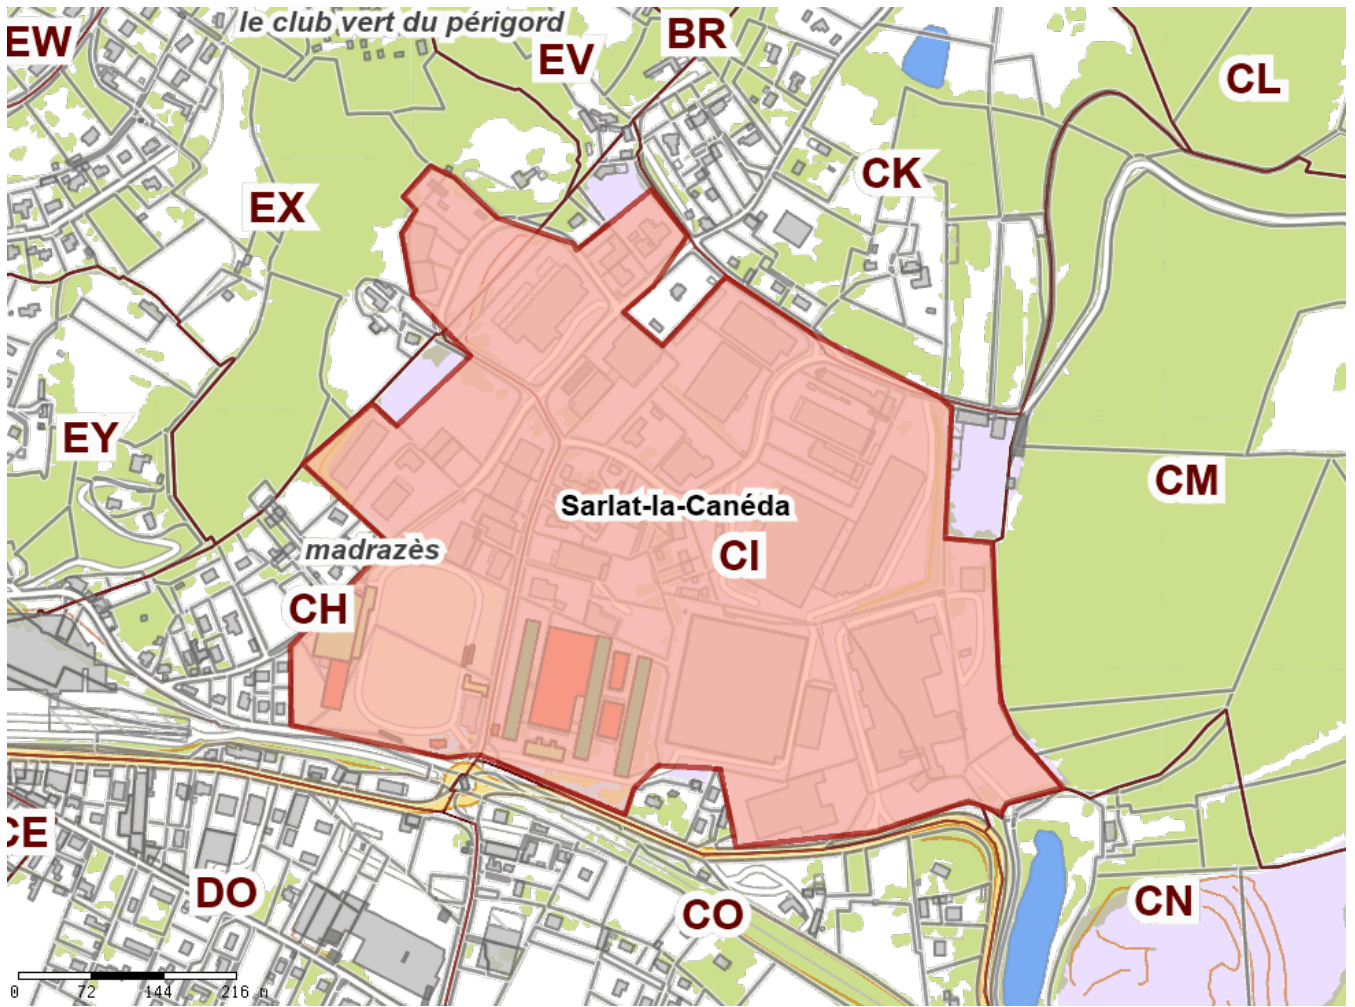 le club vert du périgord
EW
EV
BR
CL
CK
EX
EY
CM
Sarlat-la-Canéda
madrazès
CI
CH
CE
DO
CO
CN
0 72 144 216 m